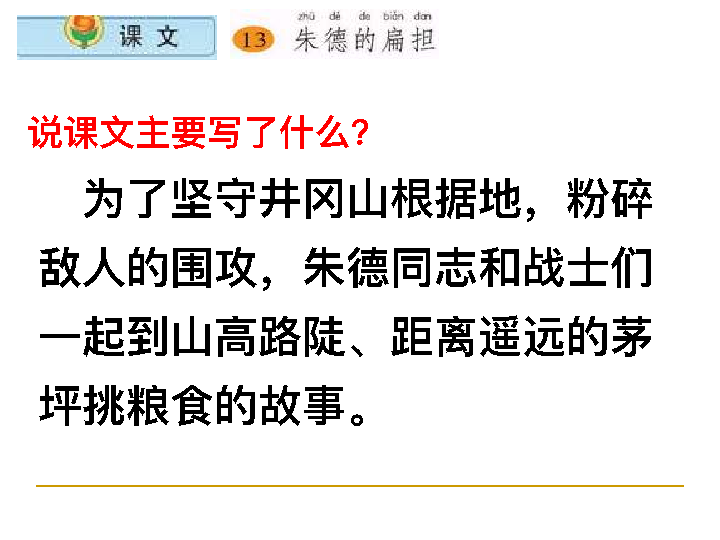 zhū dé de biǎn dan
课文 13 朱德的扁担
说课文主要写了什么？
为了坚守井冈山根据地，粉碎
敌人的围攻，朱德同志和战士们
一起到山高路陡、距离遥远的茅
坪挑粮食的故事。